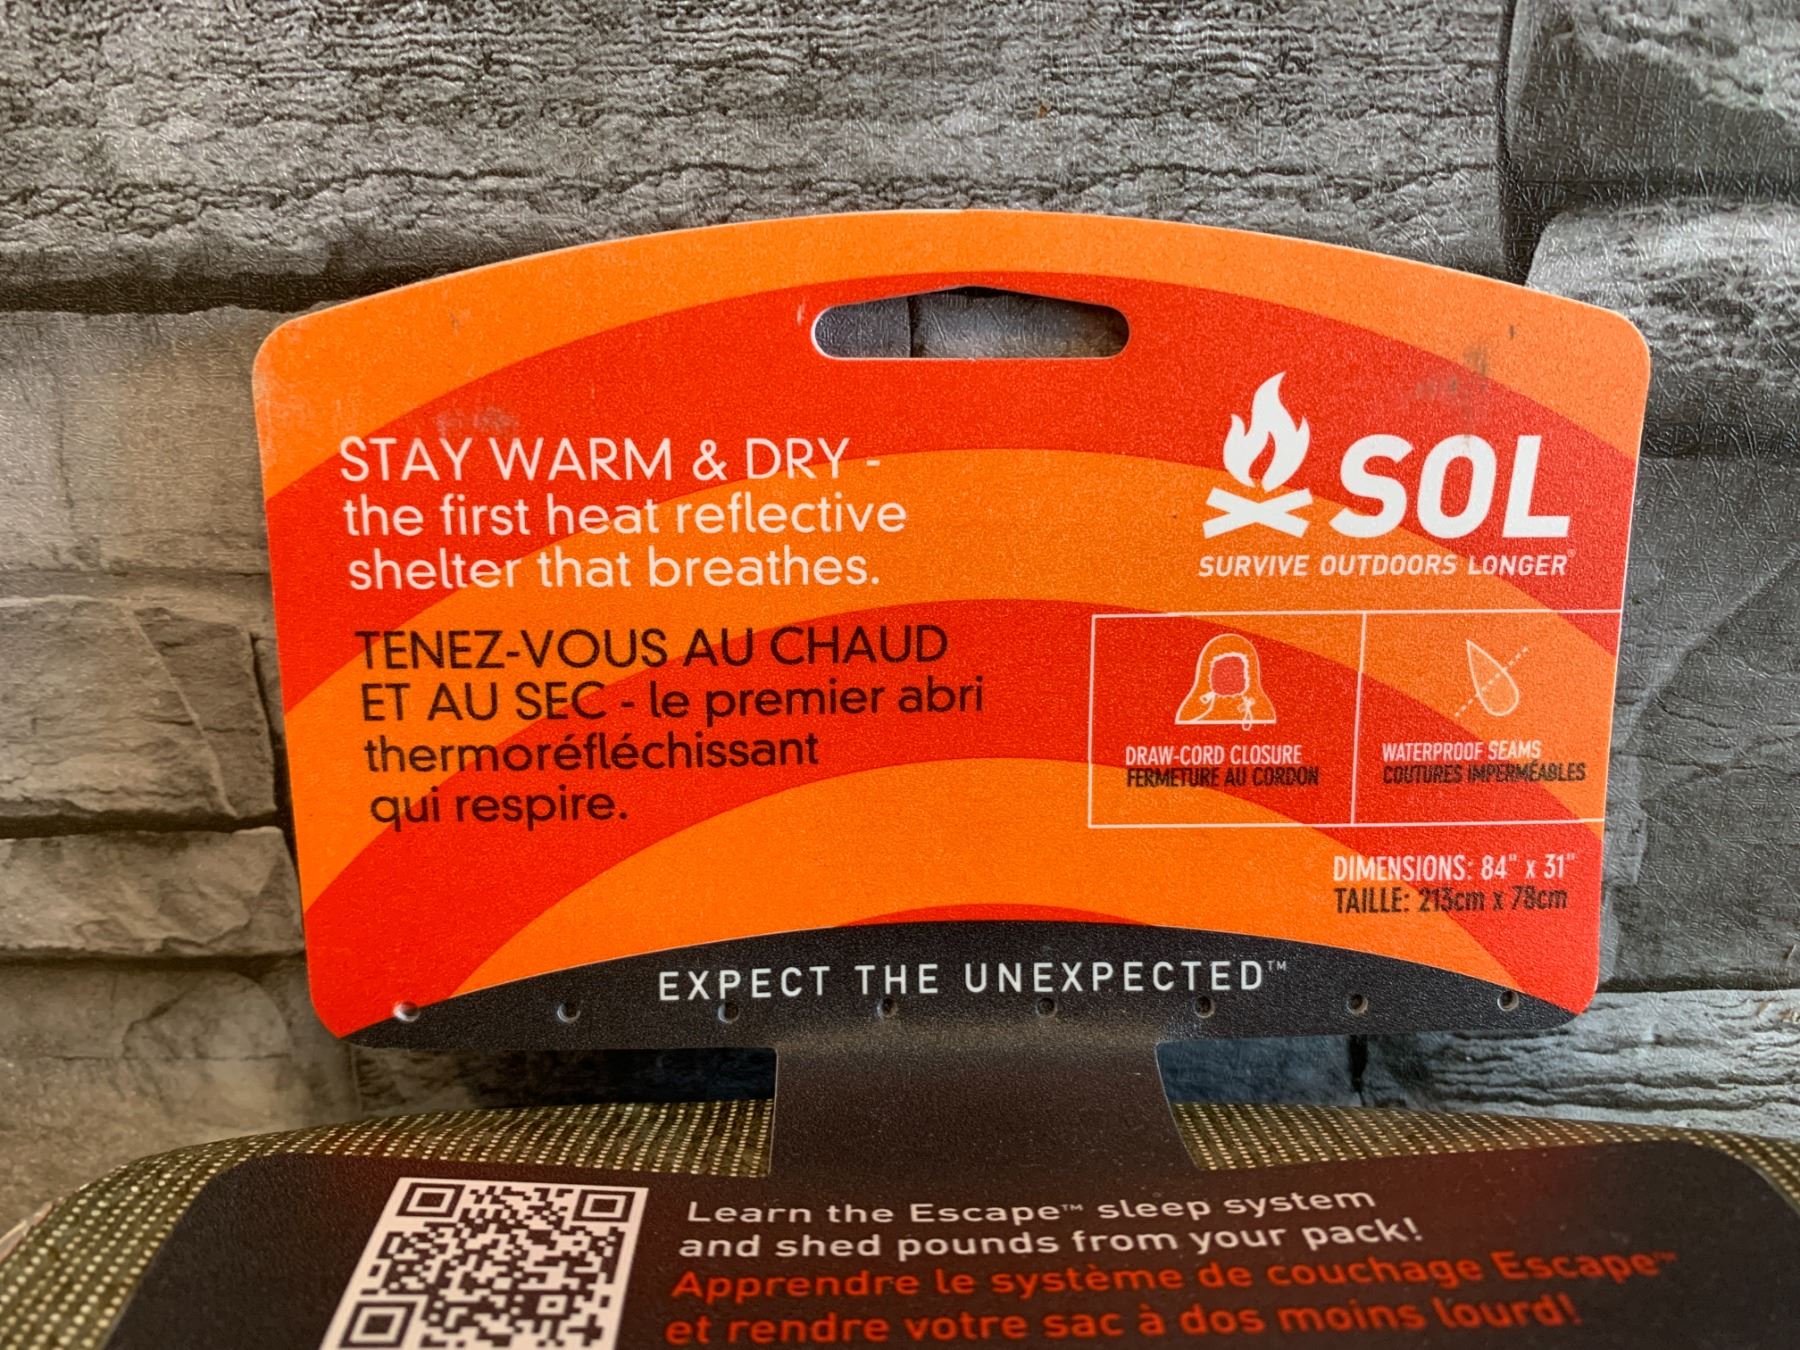 STAY WARM & DRY -
the first heat reflective
shelter that breathes.
TENEZ-VOUS AU CHAUD
ET AU SEC - le premier abri
thermoréfléchissant
qui respire.
SOL
SURVIVE OUTDOORS LONGER®
DRAW-CORD CLOSURE
FERMETURE AU CORDON
WATERPROOF SEAMS
COUTURES IMPERMÉABLES
DIMENSIONS: 84" x 31"
TAILLE: 213cm x 78cm
EXPECT THE UNEXPECTED™
Learn the Escape™ sleep system
and shed pounds from your pack!
Apprendre le système de couchage Escape™
et rendre votre sac à dos moins lourd!